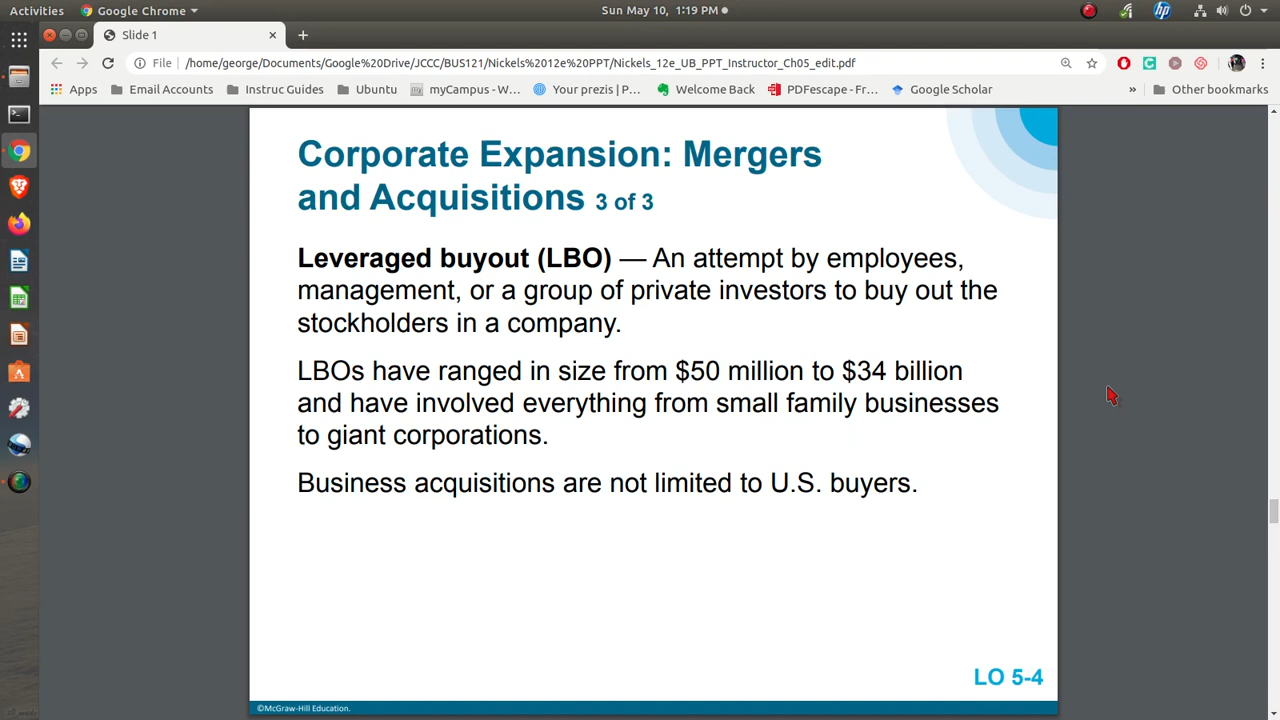 Activities
Google Chrome
Sun May 10, 1:19 PM
Slide 1
File
/home/george/Documents/Google%20Drive/JCCC/BUS121/Nickels%2012e%20PPT/Nickels_12e_UB_PPT_Instructor_Ch05_edit.pdf
Apps
Email Accounts
Instruc Guides
Ubuntu
myCampus - W...
Your prezis | P...
Welcome Back
PDFescape - Fr...
Google Scholar
»
Other bookmarks
Corporate Expansion: Mergers
and Acquisitions 3 of 3
Leveraged buyout (LBO) — An attempt by employees,
management, or a group of private investors to buy out the
stockholders in a company.
LBOs have ranged in size from $50 million to $34 billion
and have involved everything from small family businesses
to giant corporations.
Business acquisitions are not limited to U.S. buyers.
LO 5-4
©McGraw-Hill Education.